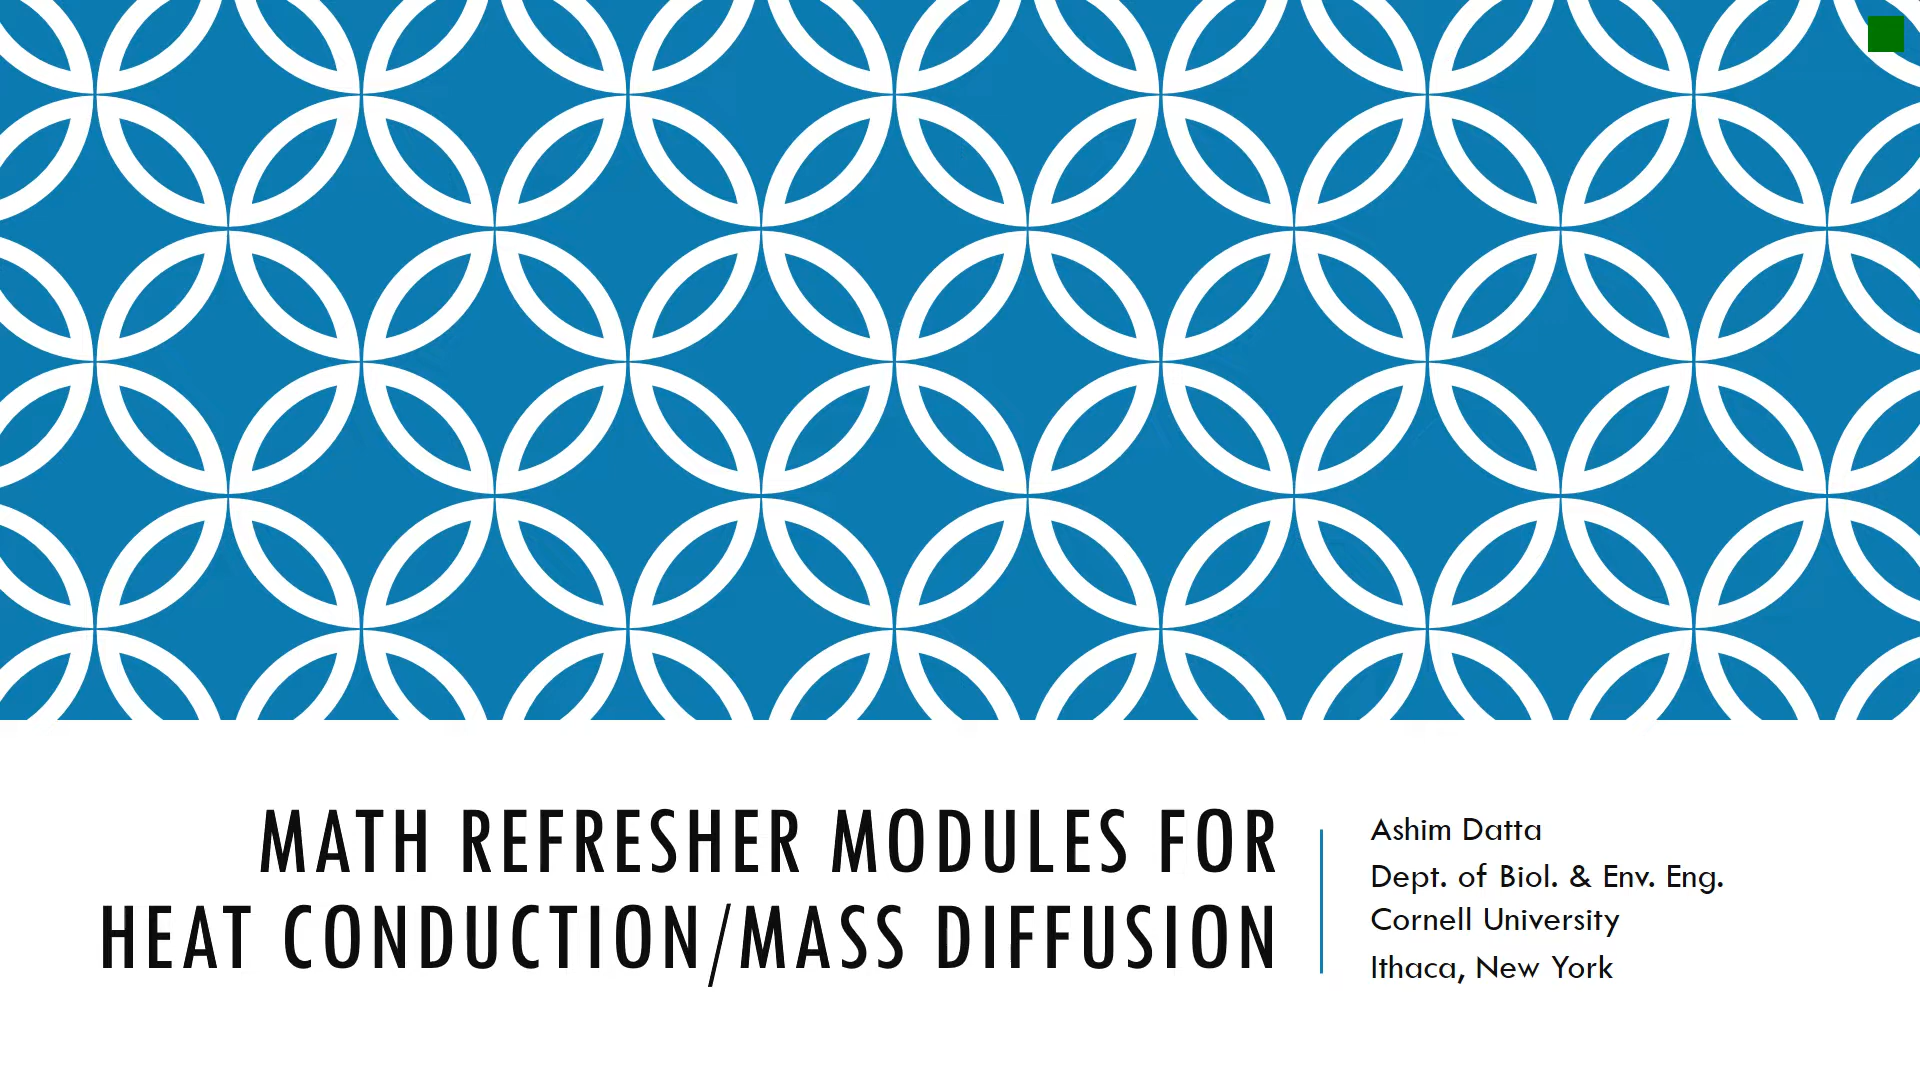 MATH REFRESHER MODULES FOR
HEAT CONDUCTION/MASS DIFFUSION
Ashim Datta
Dept. of Biol. & Env. Eng.
Cornell University
Ithaca, New York